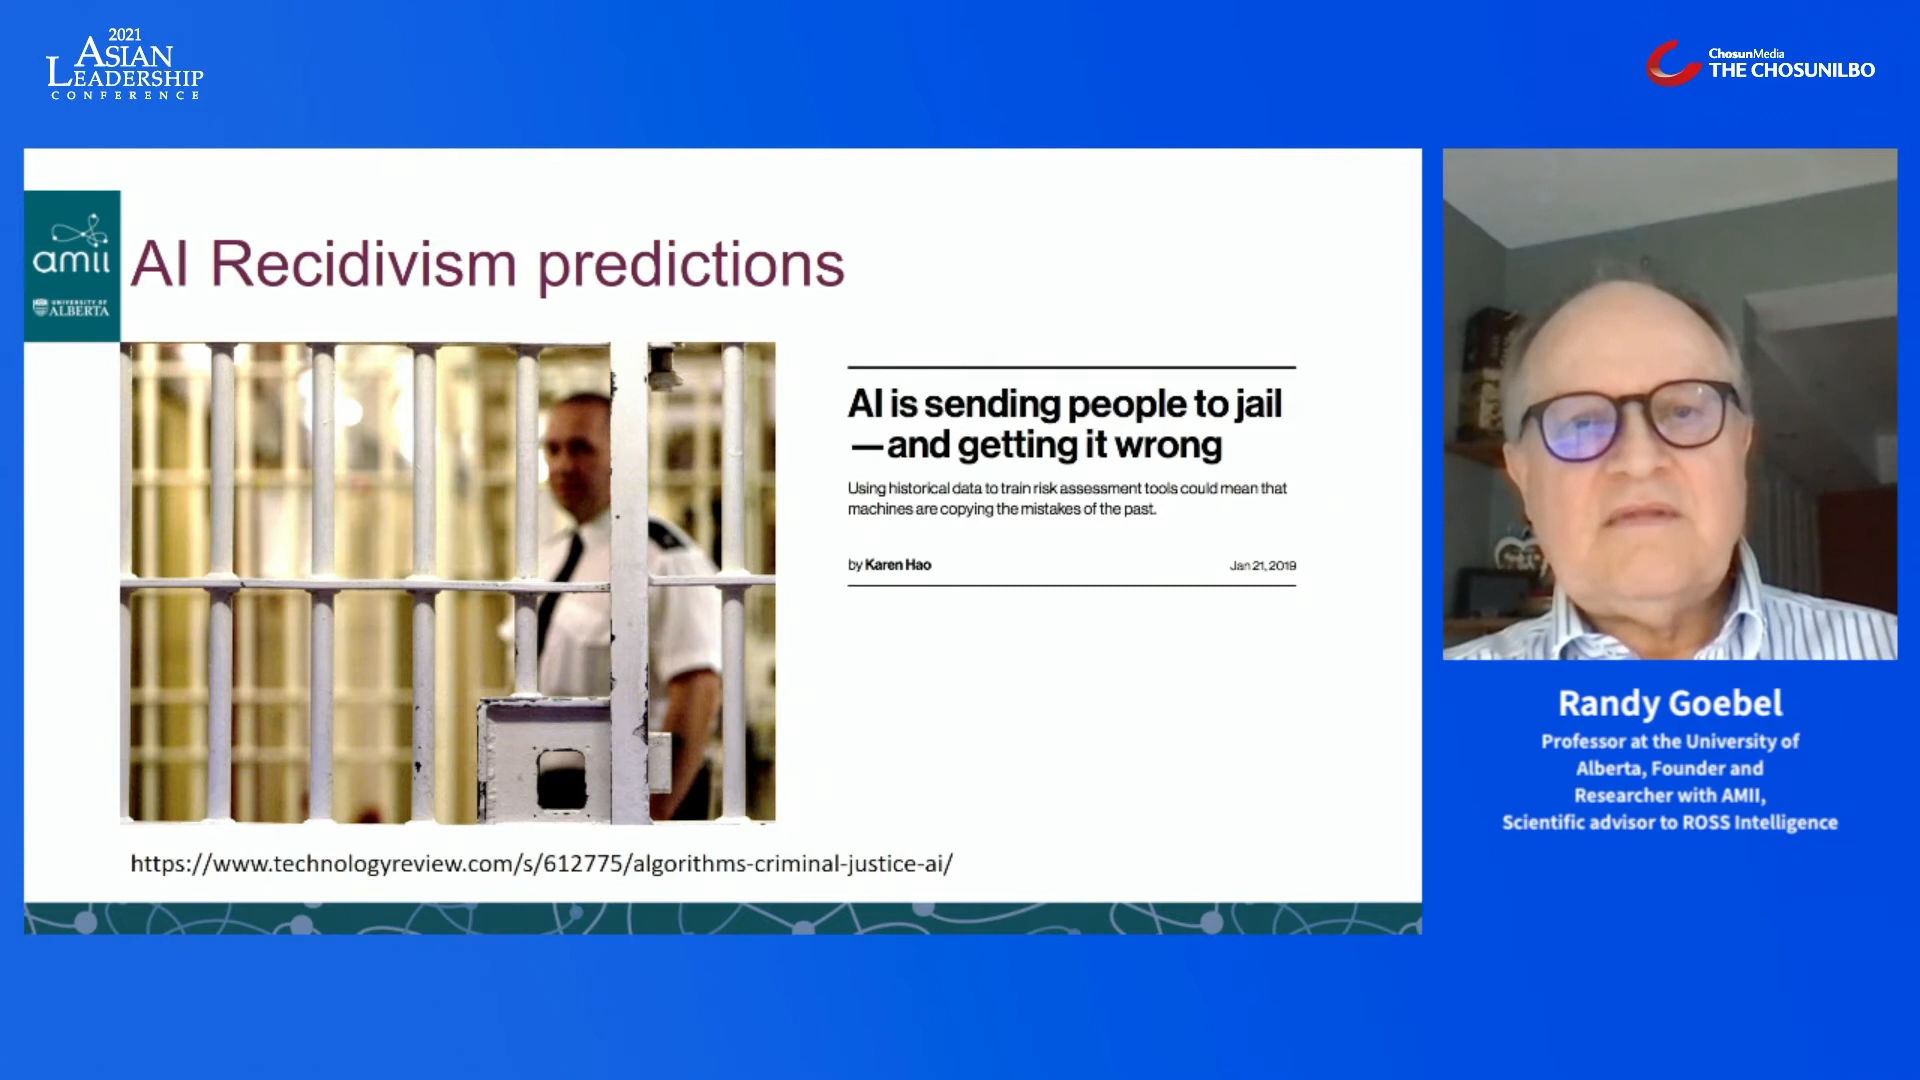 2021
ASIAN
LEADERSHIP
CONFERENCE
ChosunMedia
THE CHOSUNILBO
amii
UNIVERSITY OF
ALBERTA
AI Recidivism predictions
AI is sending people to jail
—and getting it wrong
Using historical data to train risk assessment tools could mean that
machines are copying the mistakes of the past.
by Karen Hao
Jan 21, 2019
https://www.technologyreview.com/s/612775/algorithms-criminal-justice-ai/
Randy Goebel
Professor at the University of
Alberta, Founder and
Researcher with AMII,
Scientific advisor to ROSS Intelligence